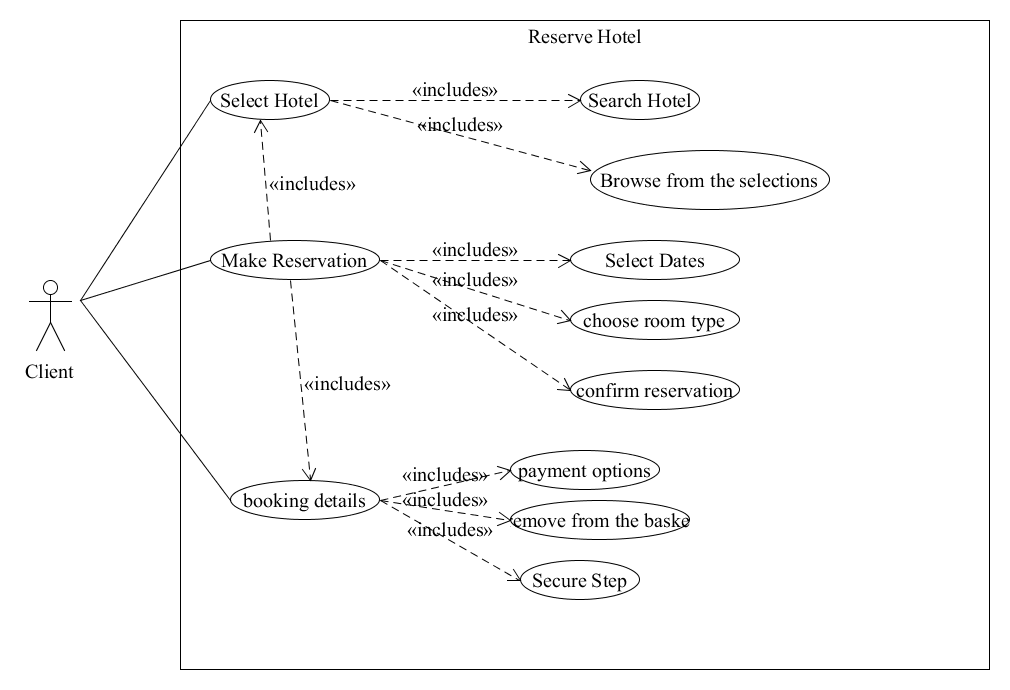 Reserve Hotel
Select Hotel
«includes»
Search Hotel
«includes»
Browse from the selections
«includes»
Make Reservation
«includes»
Select Dates
«includes»
choose room type
«includes»
confirm reservation
Client
«includes»
booking details
«includes»
payment options
«includes»
emove from the baske
«includes»
Secure Step